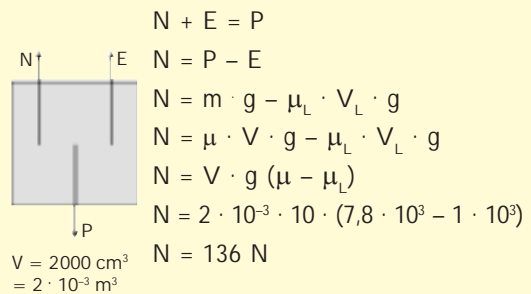 N + E = P
N = P – E
N = m · g – μL · VL · g
N = μ · V · g – μL · VL · g
N = V · g (μ – μL)
N = 2 · 10⁻³ · 10 · (7,8 · 10³ – 1 · 10³)
N = 136 N
N
E
P
V = 2000 cm³
= 2 · 10⁻³ m³